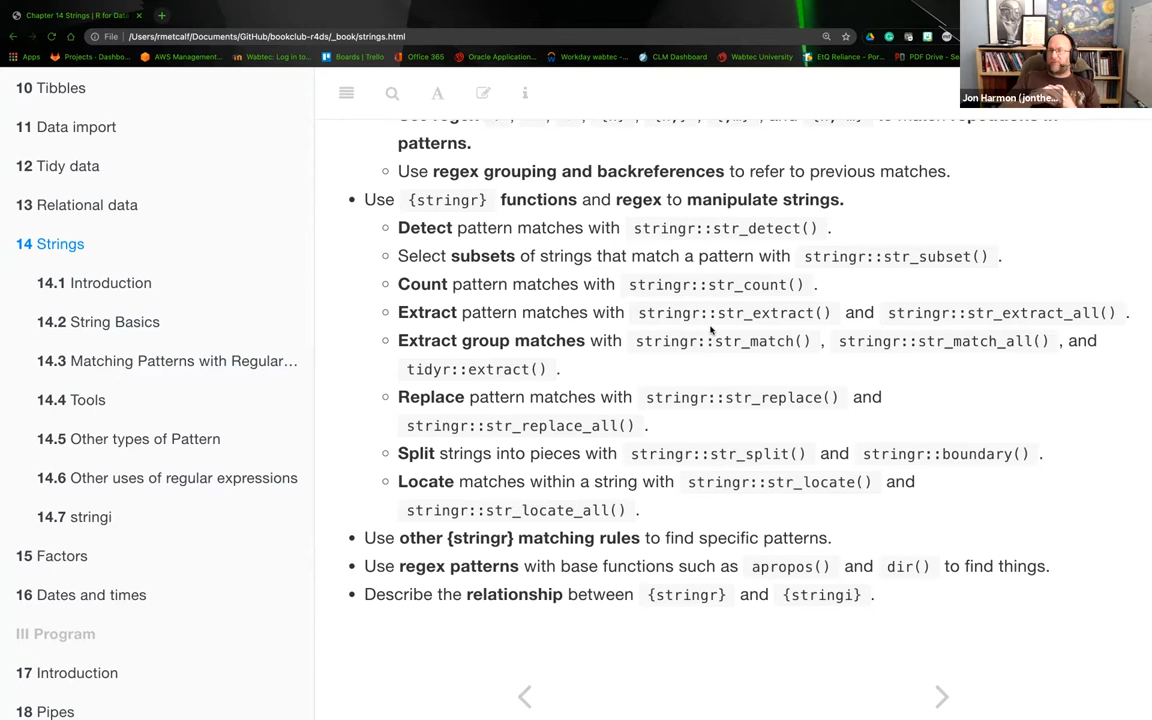 Chapter 14 Strings | R for Dat
File | /Users/rmetcalf/Documents/GitHub/bookclub-r4ds/_book/strings.html
Apps Projects · Dashbo... AWS Management... Wabtec: Log in to... Boards | Trello Office 365 Oracle Application... Workday wabtec -... CLM Dashboard Wabtec University EtQ Reliance - Por... PDF Drive - Sea
Jon Harmon (jonthe...
10 Tibbles
11 Data import
12 Tidy data
13 Relational data
14 Strings
14.1 Introduction
14.2 String Basics
14.3 Matching Patterns with Regular...
14.4 Tools
14.5 Other types of Pattern
14.6 Other uses of regular expressions
14.7 stringi
15 Factors
16 Dates and times
III Program
17 Introduction
18 Pipes
patterns.
Use regex grouping and backreferences to refer to previous matches.
Use {stringr} functions and regex to manipulate strings.
Detect pattern matches with stringr::str_detect() .
Select subsets of strings that match a pattern with stringr::str_subset() .
Count pattern matches with stringr::str_count() .
Extract pattern matches with stringr::str_extract() and stringr::str_extract_all() .
Extract group matches with stringr::str_match() , stringr::str_match_all() , and
tidyr::extract() .
Replace pattern matches with stringr::str_replace() and
stringr::str_replace_all() .
Split strings into pieces with stringr::str_split() and stringr::boundary() .
Locate matches within a string with stringr::str_locate() and
stringr::str_locate_all() .
Use other {stringr} matching rules to find specific patterns.
Use regex patterns with base functions such as apropos() and dir() to find things.
Describe the relationship between {stringr} and {stringi} .